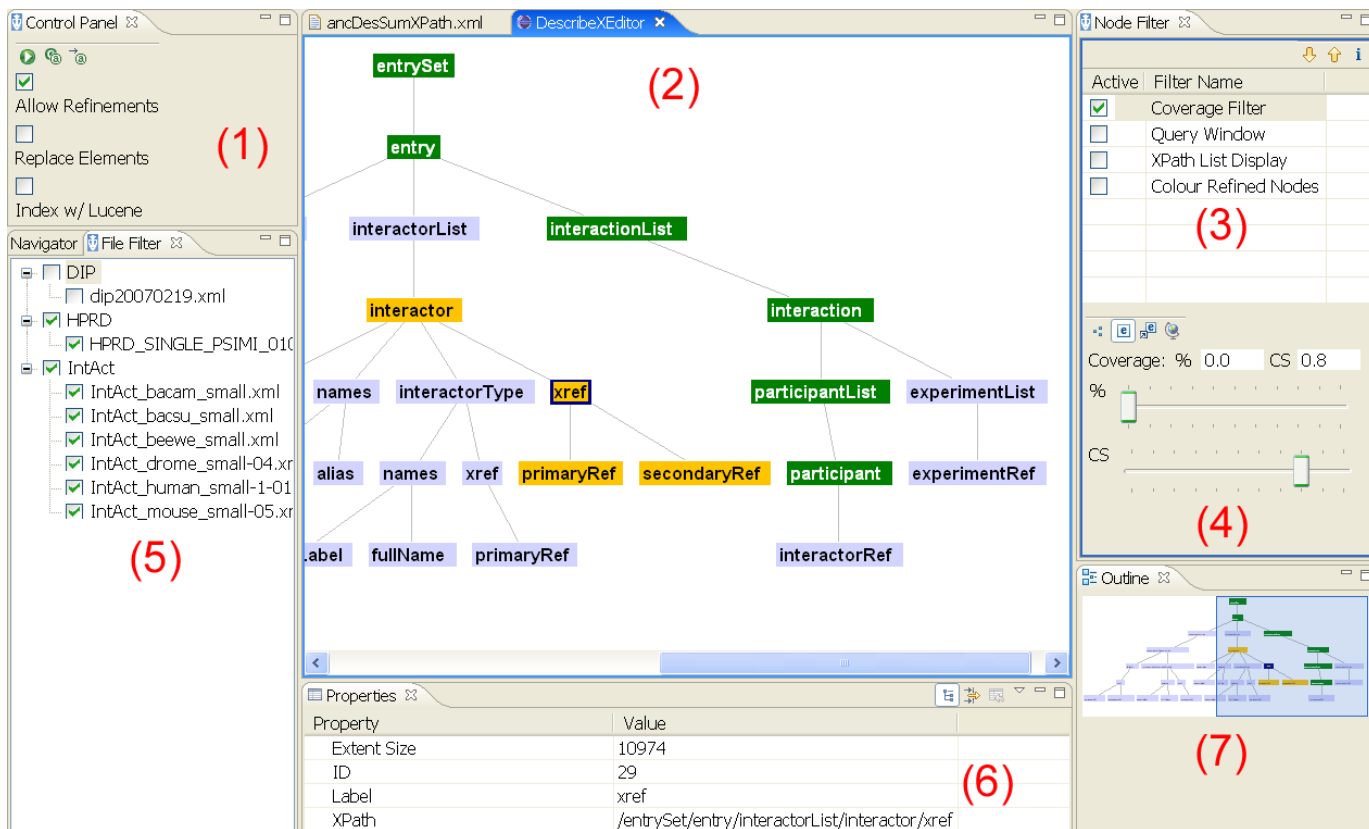 Control Panel
Allow Refinements
Replace Elements
Index w/ Lucene
(1)
Navigator File Filter
DIP
dip20070219.xml
HPRD
HPRD_SINGLE_PSIMI_010
IntAct
IntAct_bacam_small.xml
IntAct_bacsu_small.xml
IntAct_beewe_small.xml
IntAct_drome_small-04.xr
IntAct_human_small-1-01
IntAct_mouse_small-05.xr
(5)
ancDesSumXPath.xml DescribeXEditor
(2)
entrySet
entry
interactorList interactionList
interactor interaction
names interactorType xref participantList experimentList
alias names xref primaryRef secondaryRef participant experimentRef
.abel fullName primaryRef interactorRef
Properties
Property Value
Extent Size 10974
ID 29
Label xref
XPath /entrySet/entry/interactorList/interactor/xref
(6)
Node Filter
Active Filter Name
Coverage Filter
Query Window
XPath List Display
Colour Refined Nodes
(3)
Coverage: % 0.0 CS 0.8
%
CS
(4)
Outline
(7)